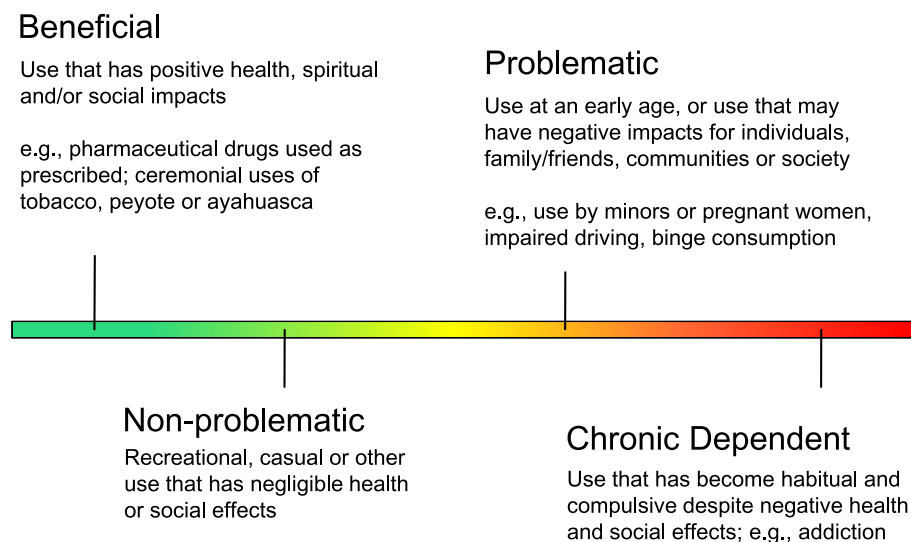 Beneficial
Use that has positive health, spiritual
and/or social impacts
e.g., pharmaceutical drugs used as
prescribed; ceremonial uses of
tobacco, peyote or ayahuasca
Problematic
Use at an early age, or use that may
have negative impacts for individuals,
family/friends, communities or society
e.g., use by minors or pregnant women,
impaired driving, binge consumption
Non-problematic
Recreational, casual or other
use that has negligible health
or social effects
Chronic Dependent
Use that has become habitual and
compulsive despite negative health
and social effects; e.g., addiction